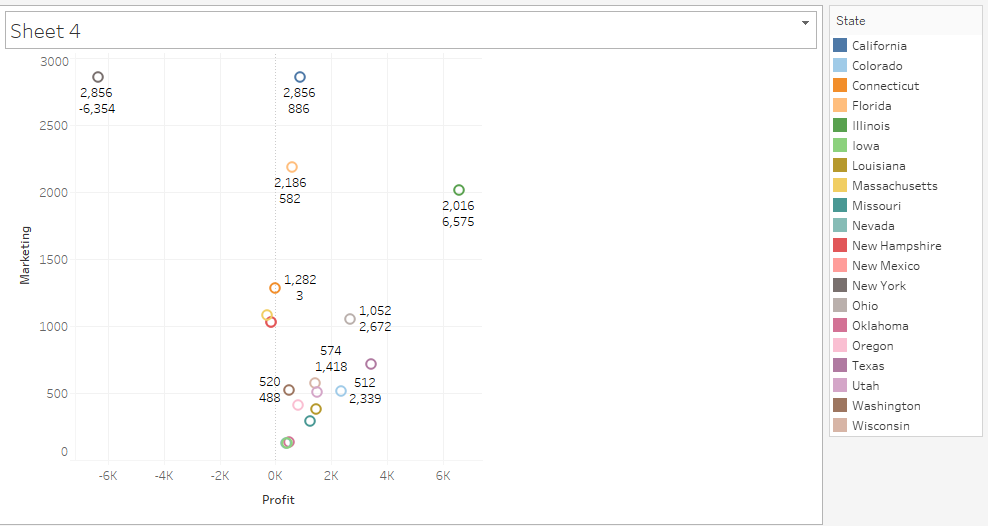 Sheet 4
3000
2500
2000
1500
1000
500
0
Marketing
2,856
-6,354
2,856
886
2,186
582
2,016
6,575
1,282
3
1,052
2,672
574
1,418
520
488
512
2,339
-6K
-4K
-2K
0K
2K
4K
6K
Profit
State
California
Colorado
Connecticut
Florida
Illinois
Iowa
Louisiana
Massachusetts
Missouri
Nevada
New Hampshire
New Mexico
New York
Ohio
Oklahoma
Oregon
Texas
Utah
Washington
Wisconsin